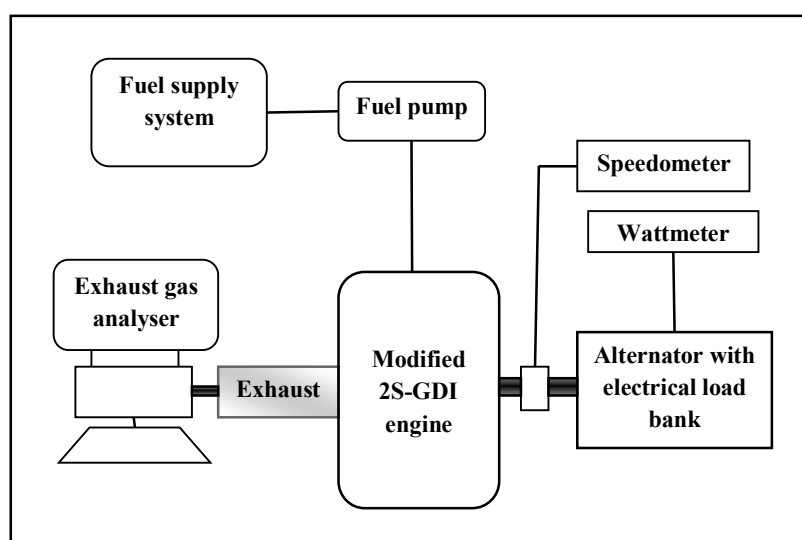 Fuel supply
system
Fuel pump
Speedometer
Wattmeter
Exhaust gas
analyser
Exhaust
Modified
2S-GDI
engine
Alternator with
electrical load
bank